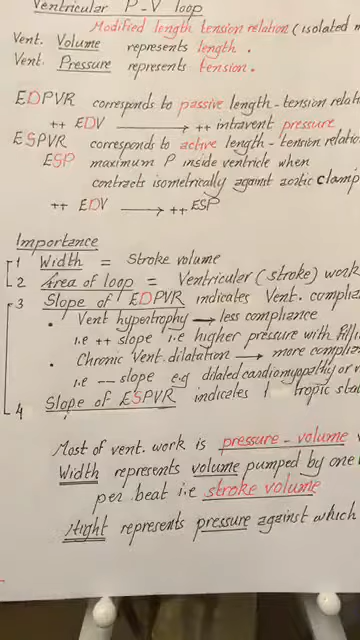 Ventricular P-V loop
Modified length tension relation (isolated m
Vent. Volume represents length.
Vent. Pressure represents tension.
EDPVR corresponds to passive length-tension relat
++ EDV → ++ intravent pressure
ESPVR corresponds to active length-tension relatio
ESP maximum P inside ventricle when
contracts isometrically against aortic clamp
++ EDV → ++ ESP
Importance
1 Width = Stroke volume
2 Area of loop = Ventricular (stroke) work
3 Slope of EDPVR indicates Vent. complia
• Vent hypertrophy → less compliance
i.e ++ slope i.e higher pressure with filli
• Chronic Vent. dilatation → more complia
i.e -- slope e.g dilated cardiomyopathy or v
4 Slope of ESPVR indicates tropic sta
Most of vent. work is pressure-volume
Width represents volume pumped by one
per beat i.e stroke volume
Hight represents pressure against which